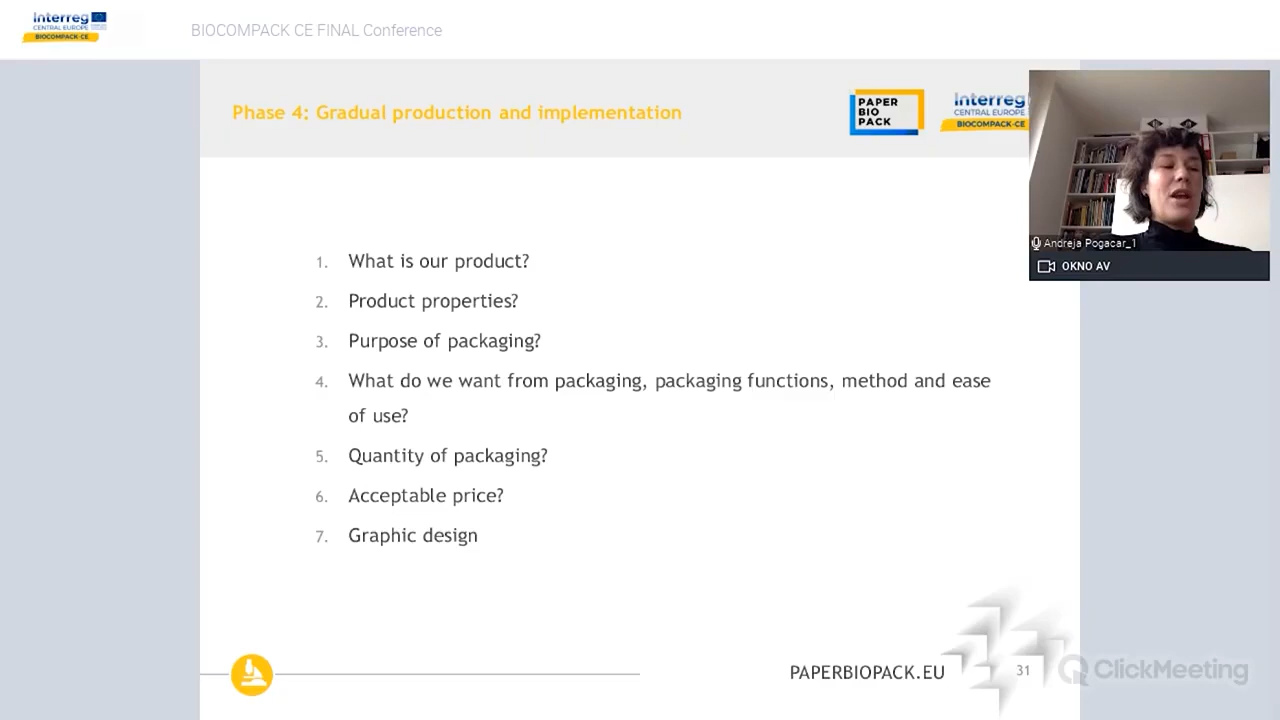 Interreg
CENTRAL EUROPE
BIOCOMPACK-CE
BIOCOMPACK CE FINAL Conference
Phase 4: Gradual production and implementation
PAPER
BIO
PACK
Interreg
CENTRAL EUROPE
BIOCOMPACK-CE
Andreja Pogacar_1
OKNO AV
1. What is our product?
2. Product properties?
3. Purpose of packaging?
4. What do we want from packaging, packaging functions, method and ease
of use?
5. Quantity of packaging?
6. Acceptable price?
7. Graphic design
PAPERBIOPACK.EU
31
ClickMeeting